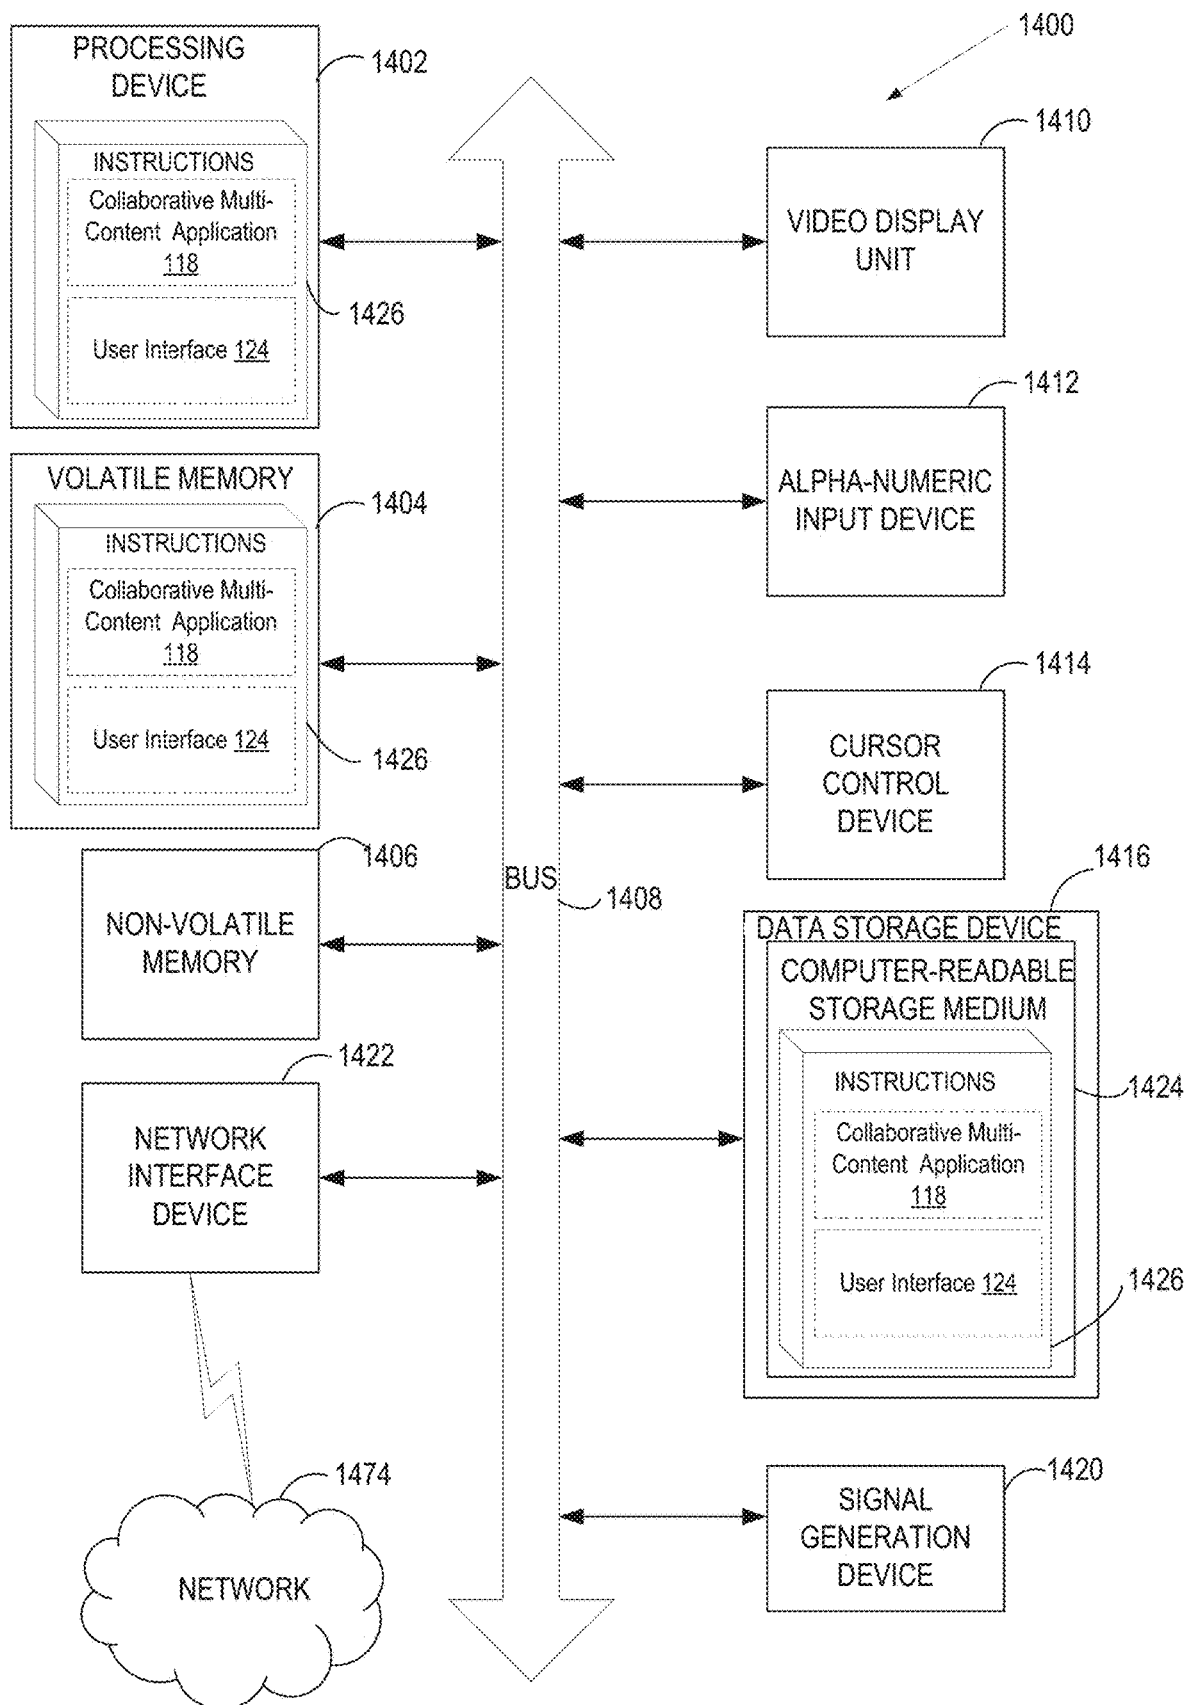 1400
PROCESSING
DEVICE
1402
INSTRUCTIONS
Collaborative Multi-
Content Application
118
User Interface 124
1426
VOLATILE MEMORY
1404
INSTRUCTIONS
Collaborative Multi-
Content Application
118
User Interface 124
1426
1406
NON-VOLATILE
MEMORY
1422
NETWORK
INTERFACE
DEVICE
1474
NETWORK
BUS
1408
1410
VIDEO DISPLAY
UNIT
1412
ALPHA-NUMERIC
INPUT DEVICE
1414
CURSOR
CONTROL
DEVICE
1416
DATA STORAGE DEVICE
COMPUTER-READABLE
STORAGE MEDIUM
INSTRUCTIONS
1424
Collaborative Multi-
Content Application
118
User Interface 124
1426
1420
SIGNAL
GENERATION
DEVICE